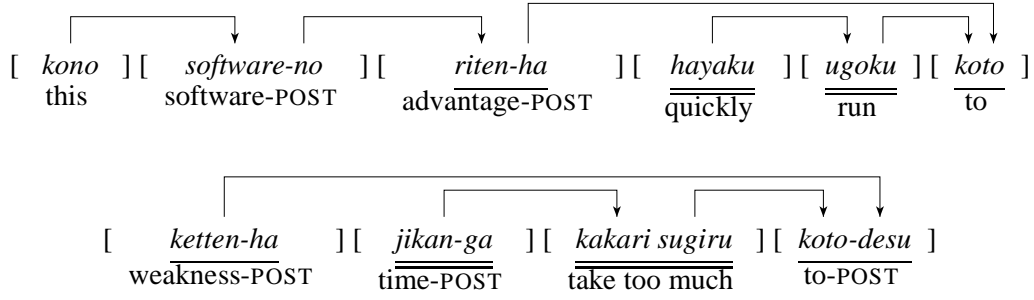 [ kono ] [ software-no ] [ riten-ha ] [ hayaku ] [ ugoku ] [ koto ]
this software-POST advantage-POST quickly run to
[ ketten-ha ] [ jikan-ga ] [ kakari sugiru ] [ koto-desu ]
weakness-POST time-POST take too much to-POST